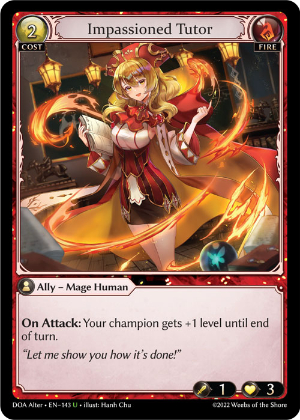 2
Impassioned Tutor
COST
FIRE
Ally – Mage Human
On Attack: Your champion gets +1 level until end
of turn.
“Let me show you how it's done!”
1
3
DOA Alter • EN-143 U • illust: Hanh Chu
©2022 Weebs of the Shore